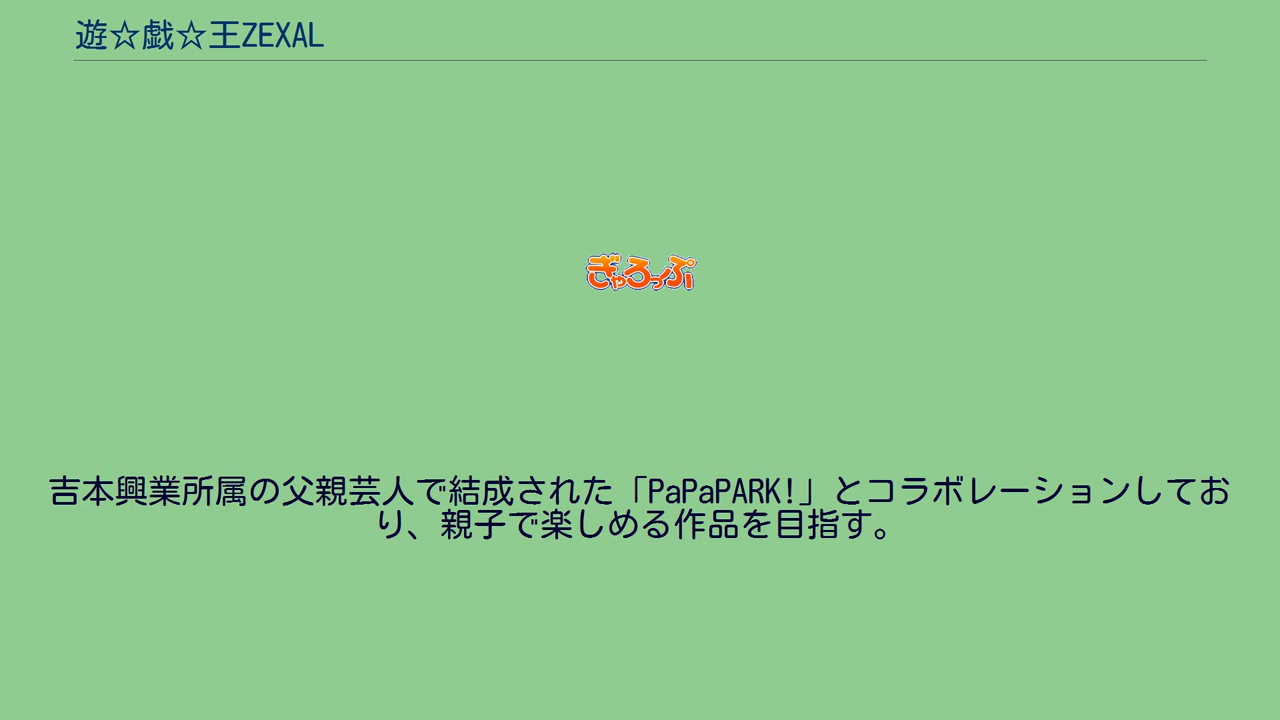 遊☆戯☆王ZEXAL
ぎゃろっぷ
吉本興業所属の父親芸人で結成された「PaPaPARK!」とコラボレーションしてお
り、親子で楽しめる作品を目指す。